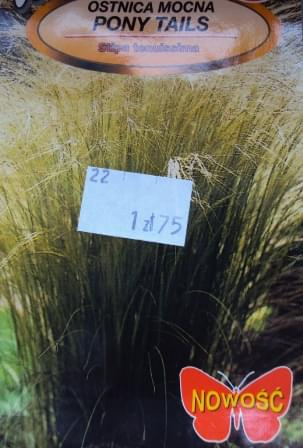 OSTNICA MOCNA
PONY TAILS
Stipa tenuissima
22
1 zł 75
NOWOŚĆ